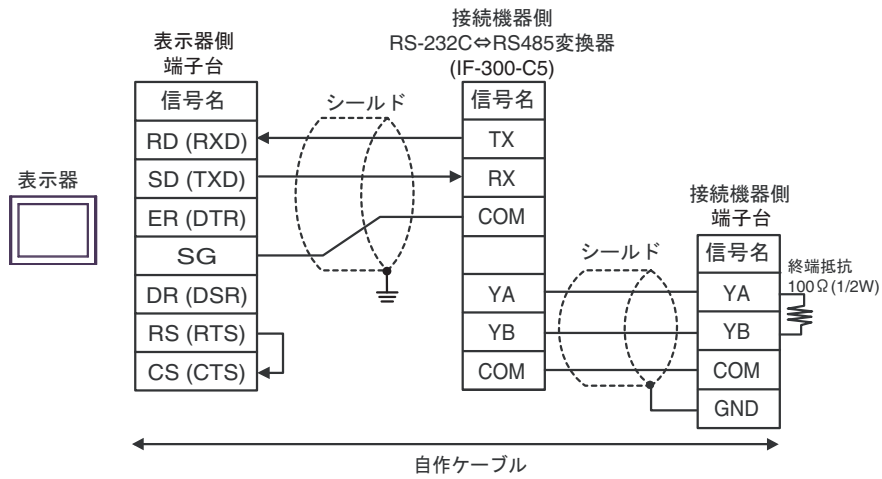 接続機器側
RS-232C⇔RS485変換器
(IF-300-C5)
表示器側
端子台
信号名
RD (RXD)
SD (TXD)
ER (DTR)
SG
DR (DSR)
RS (RTS)
CS (CTS)
シールド
信号名
TX
RX
COM
YA
YB
COM
表示器
シールド
接続機器側
端子台
信号名
YA
YB
COM
GND
終端抵抗
100Ω(1/2W)
自作ケーブル